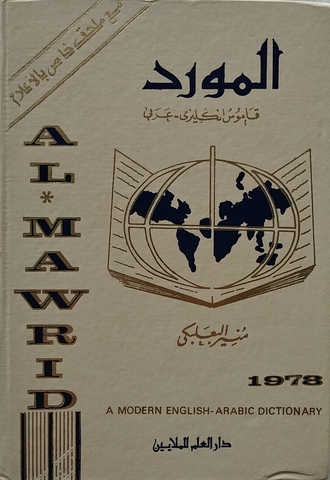 مع ملحق خاص بالأعلام
المورد
قاموس انكليزي - عربي
AL * MAWRID
منير البعلبكي
1978
A MODERN ENGLISH-ARABIC DICTIONARY
دار العلم للملايين